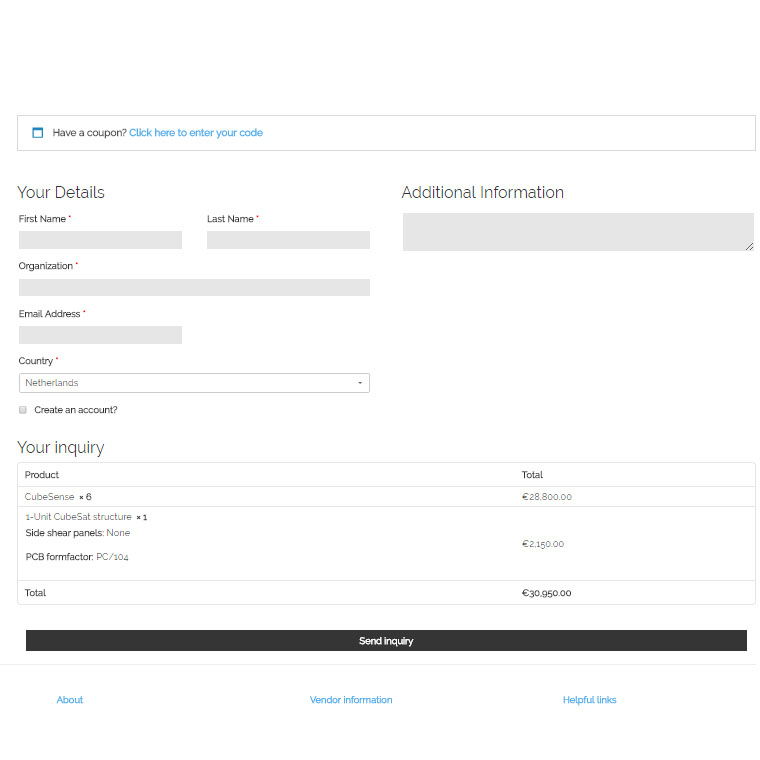 Have a coupon? Click here to enter your code
Your Details
First Name *
Last Name *
Organization *
Email Address *
Country *
Netherlands
Create an account?
Additional Information
Your inquiry
Product Total
CubeSense × 6 €28,800.00
1-Unit CubeSat structure × 1
Side shear panels: None
€2,150.00
PCB formfactor: PC/104
Total €30,950.00
Send inquiry
About Vendor information Helpful links